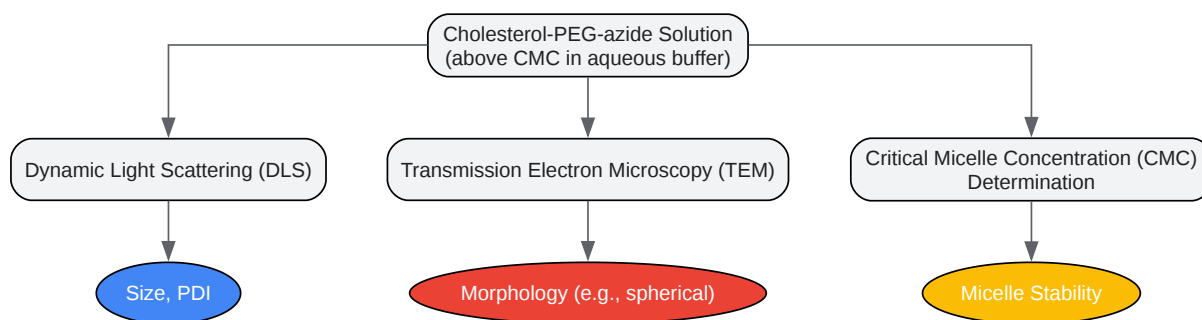 Cholesterol-PEG-azide Solution
(above CMC in aqueous buffer)
Dynamic Light Scattering (DLS)
Transmission Electron Microscopy (TEM)
Critical Micelle Concentration (CMC)
Determination
Size, PDI
Morphology (e.g., spherical)
Micelle Stability